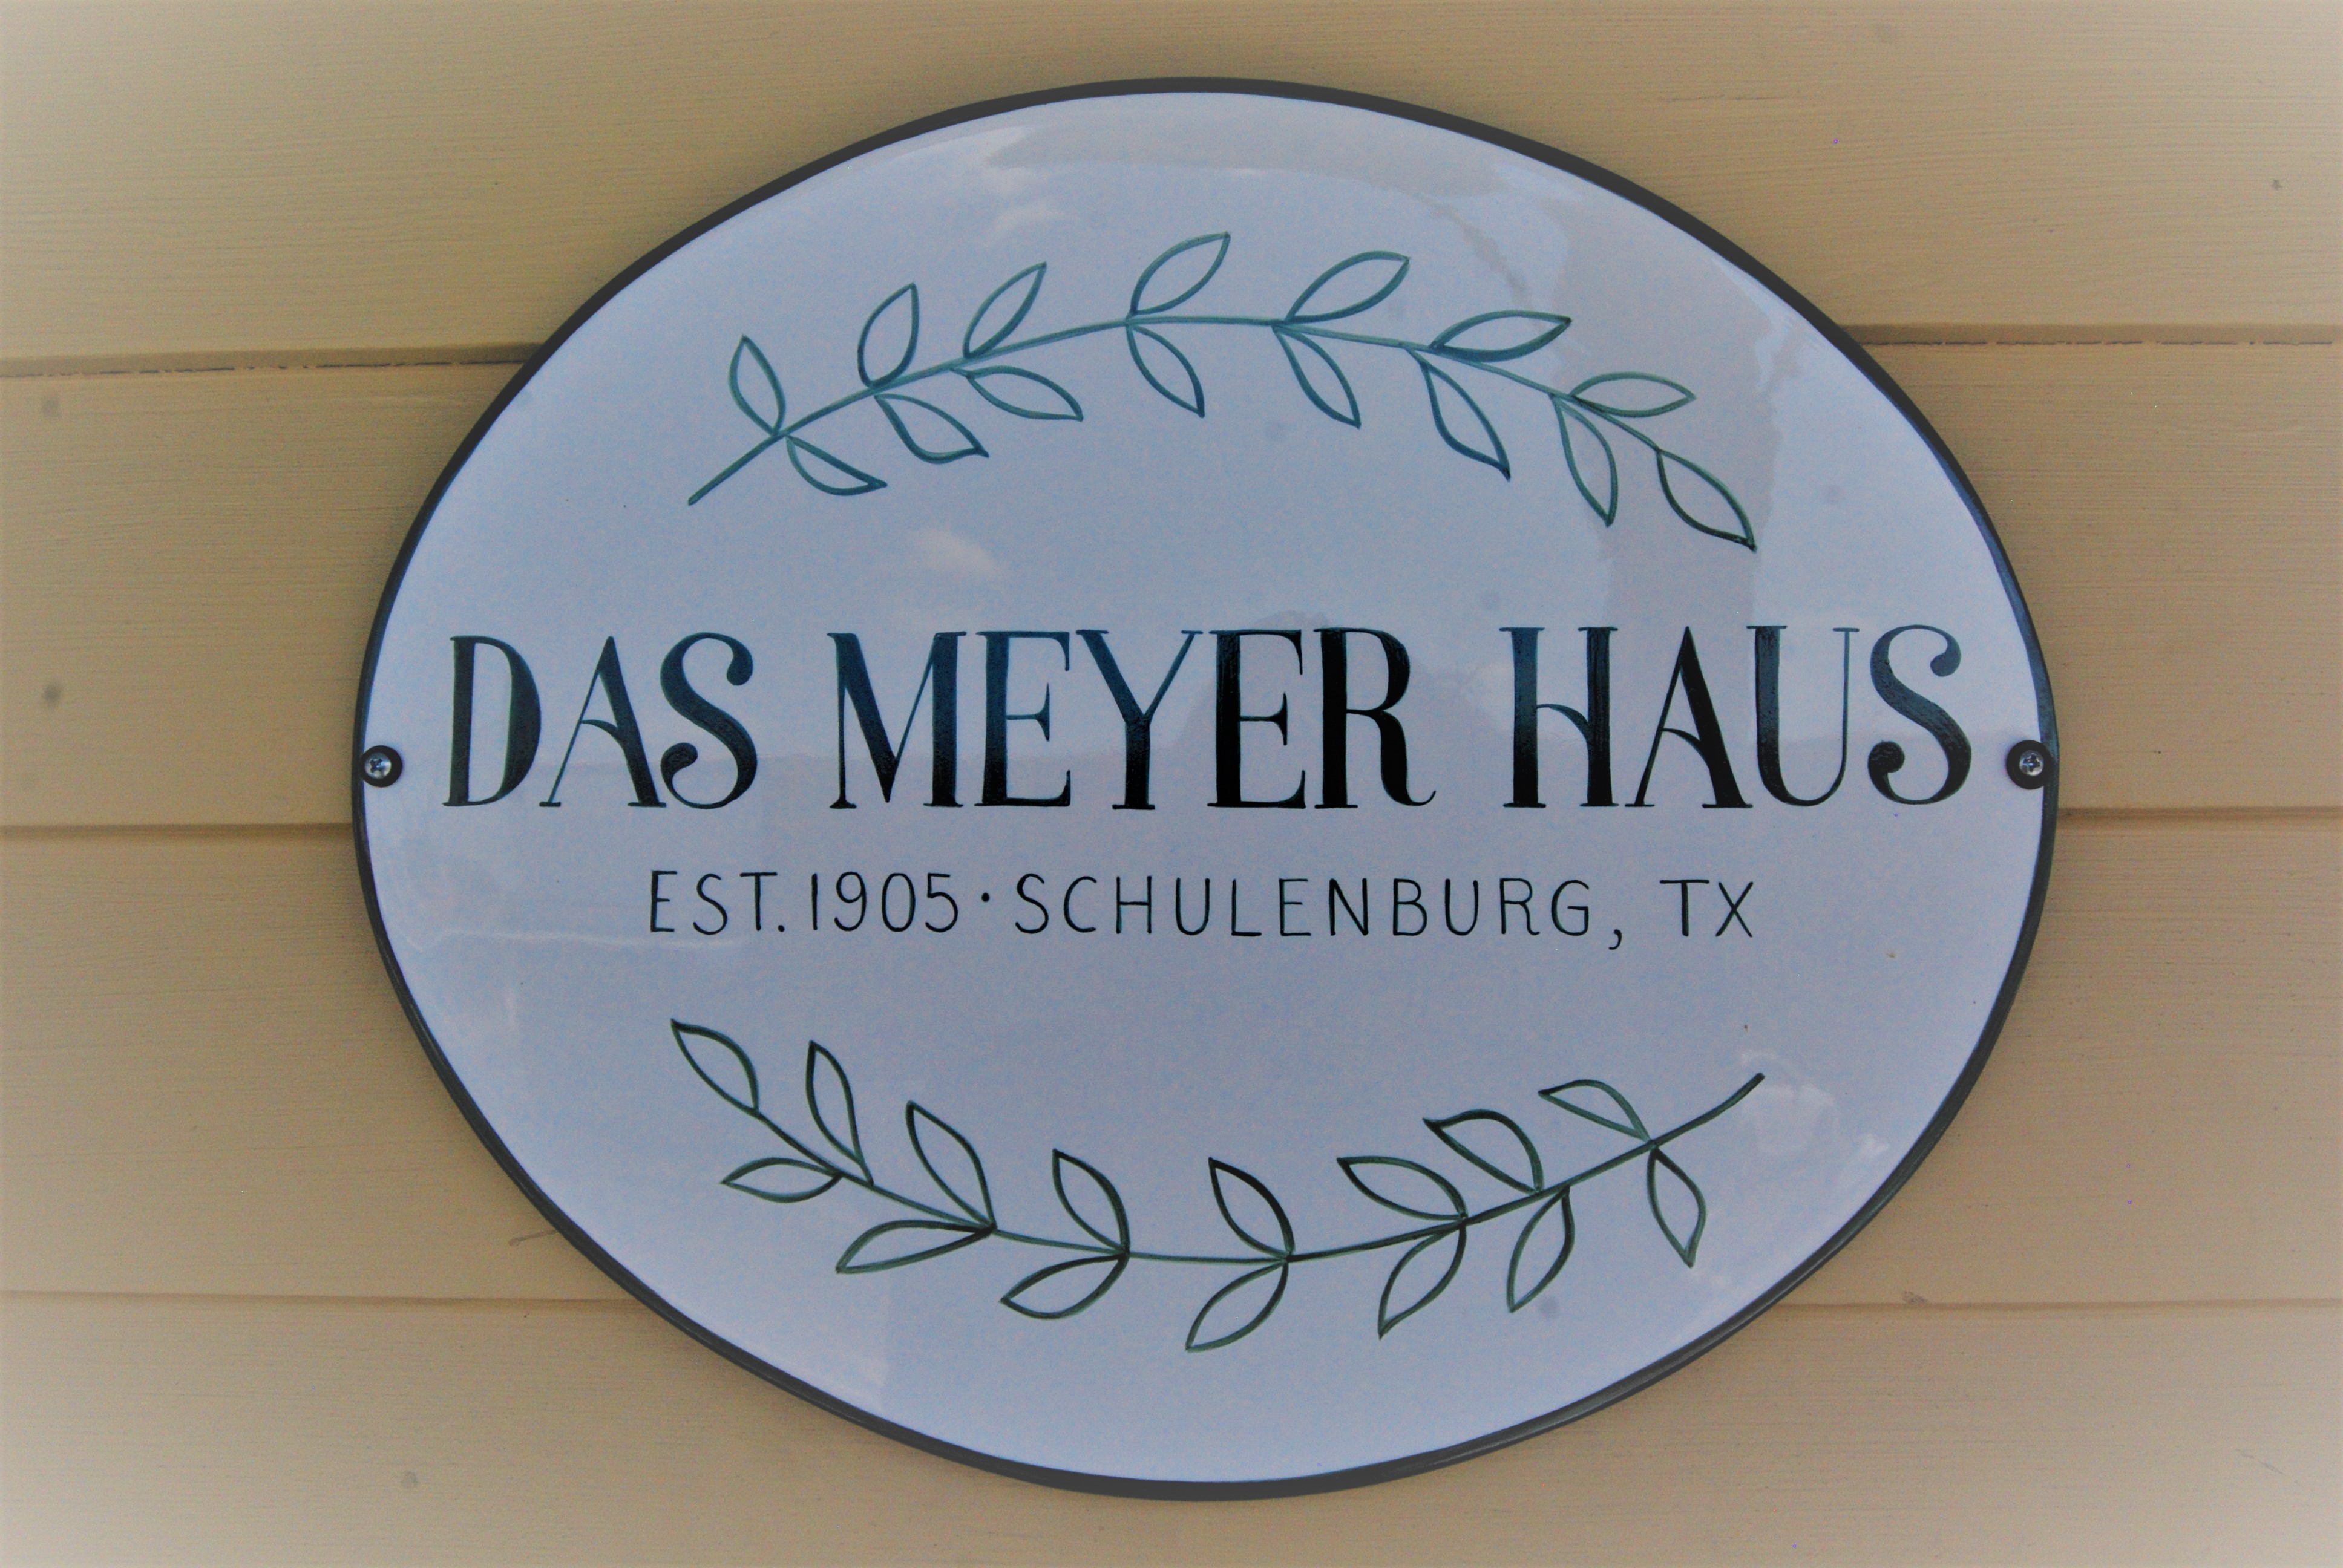 DAS MEYER HAUS
EST. 1905 · SCHULENBURG, TX